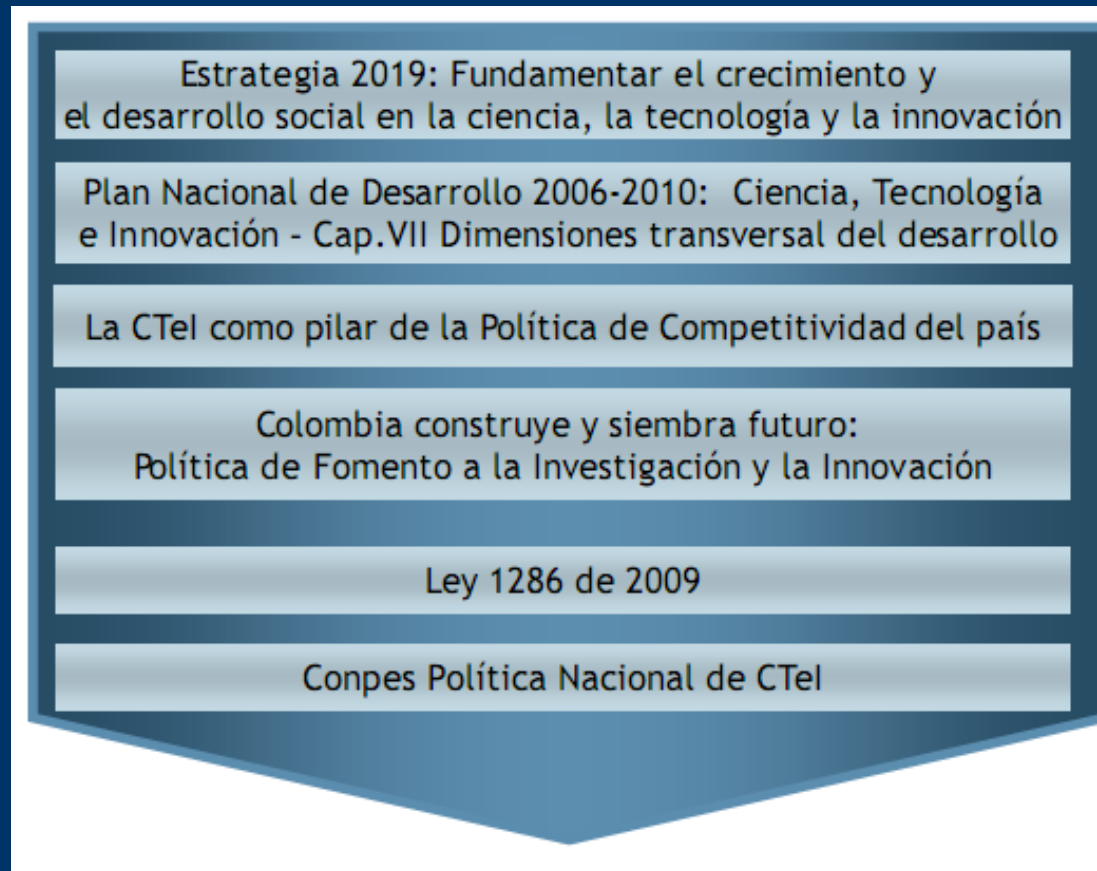 Estrategia 2019: Fundamentar el crecimiento y
el desarrollo social en la ciencia, la tecnología y la innovación
Plan Nacional de Desarrollo 2006-2010: Ciencia, Tecnología
e Innovación - Cap.VII Dimensiones transversal del desarrollo
La CTeI como pilar de la Política de Competitividad del país
Colombia construye y siembra futuro:
Política de Fomento a la Investigación y la Innovación
Ley 1286 de 2009
Conpes Política Nacional de CTeI